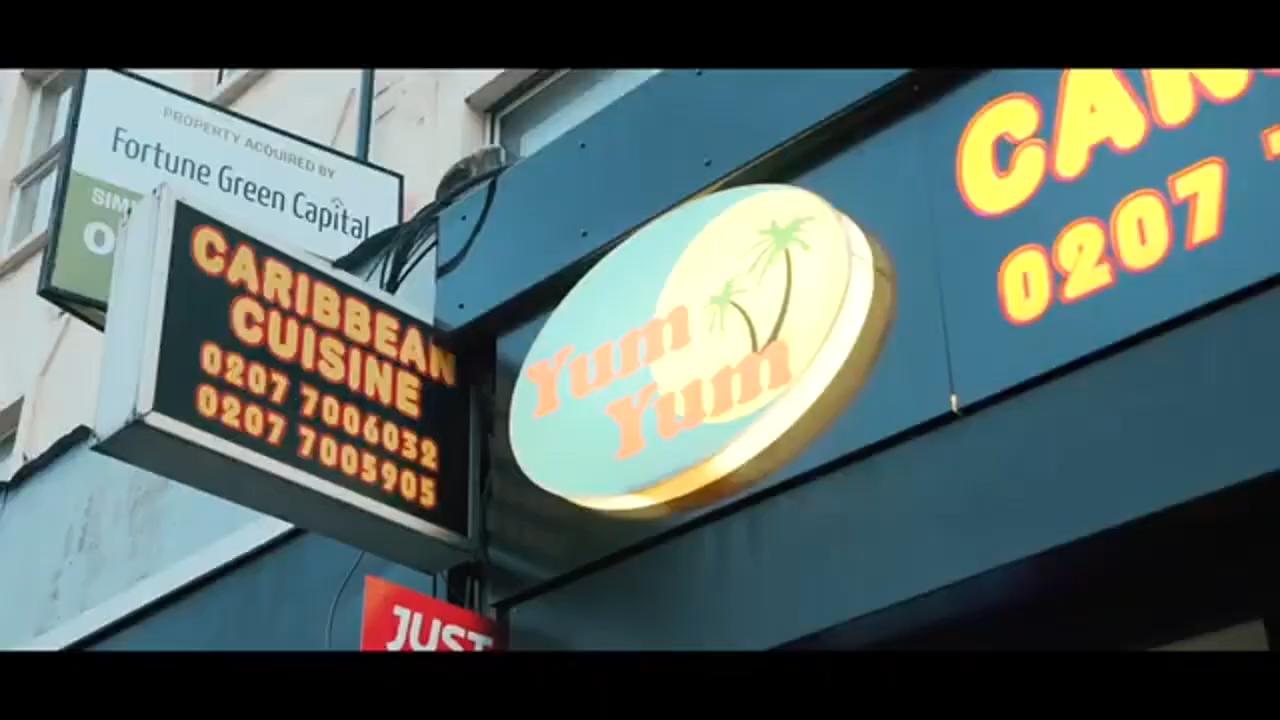 PROPERTY ACQUIRED BY
Fortune Green Capital
CARIBBEAN
CUISINE
0207 7006032
0207 7005905
Yum
Yum
0207
JUST